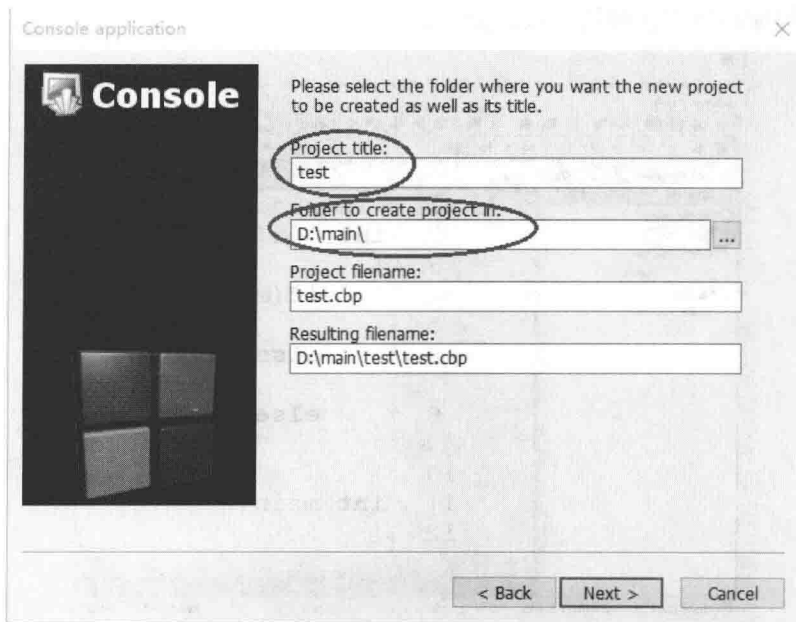 Console application
Console
Please select the folder where you want the new project
to be created as well as its title.
Project title:
test
Folder to create project in:
D:\main\
...
Project filename:
test.cbp
Resulting filename:
D:\main\test\test.cbp
< Back
Next >
Cancel